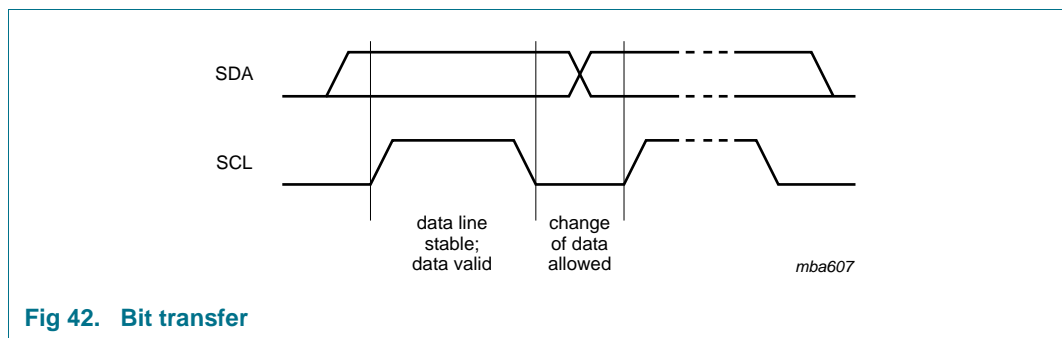 SDA
SCL
data line
stable;
data valid
change
of data
allowed
mba607
Fig 42. Bit transfer